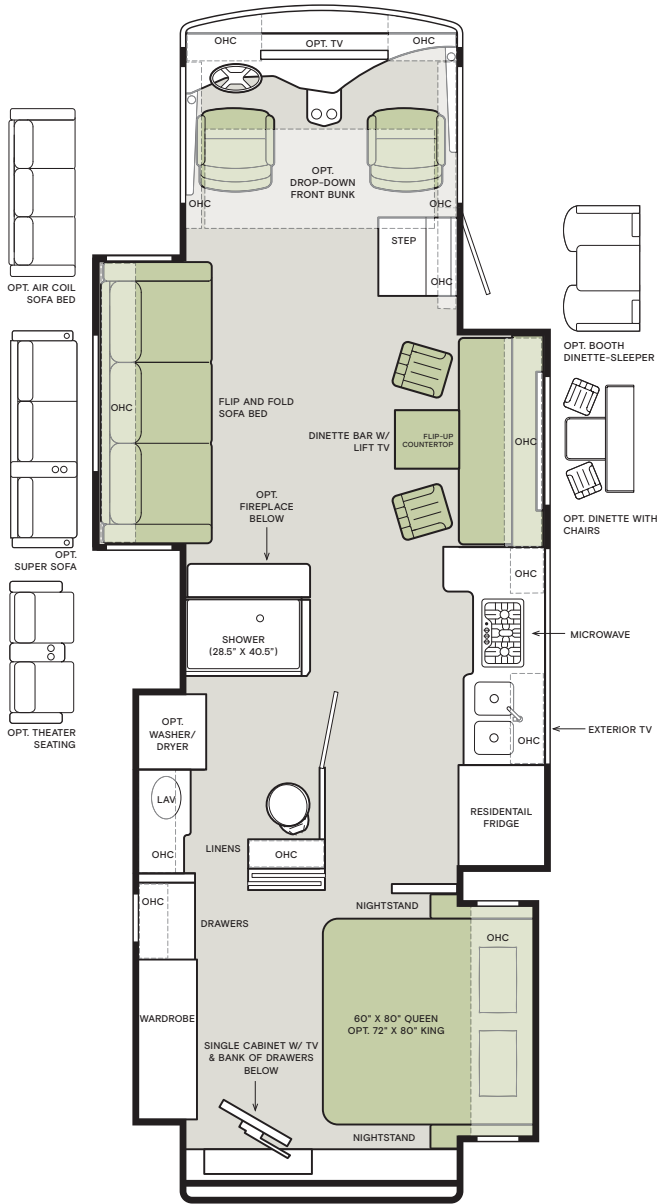 OHC
OPT. TV
OHC
OPT.
DROP-DOWN
FRONT BUNK
OHC
OHC
STEP
OHC
OPT. AIR COIL
SOFA BED
OPT. BOOTH
DINETTE-SLEEPER
FLIP AND FOLD
SOFA BED
OHC
DINETTE BAR W/
LIFT TV
FLIP-UP
COUNTERTOP
OHC
OPT.
FIREPLACE
BELOW
OPT. DINETTE WITH
CHAIRS
OPT.
SUPER SOFA
OHC
SHOWER
(28.5" X 40.5")
MICROWAVE
OPT. THEATER
SEATING
OPT.
WASHER/
DRYER
EXTERIOR TV
OHC
LAV
RESIDENTAIL
FRIDGE
LINENS
OHC
OHC
OHC
DRAWERS
NIGHTSTAND
OHC
WARDROBE
60" X 80" QUEEN
OPT. 72" X 80" KING
SINGLE CABINET W/ TV
& BANK OF DRAWERS
BELOW
NIGHTSTAND